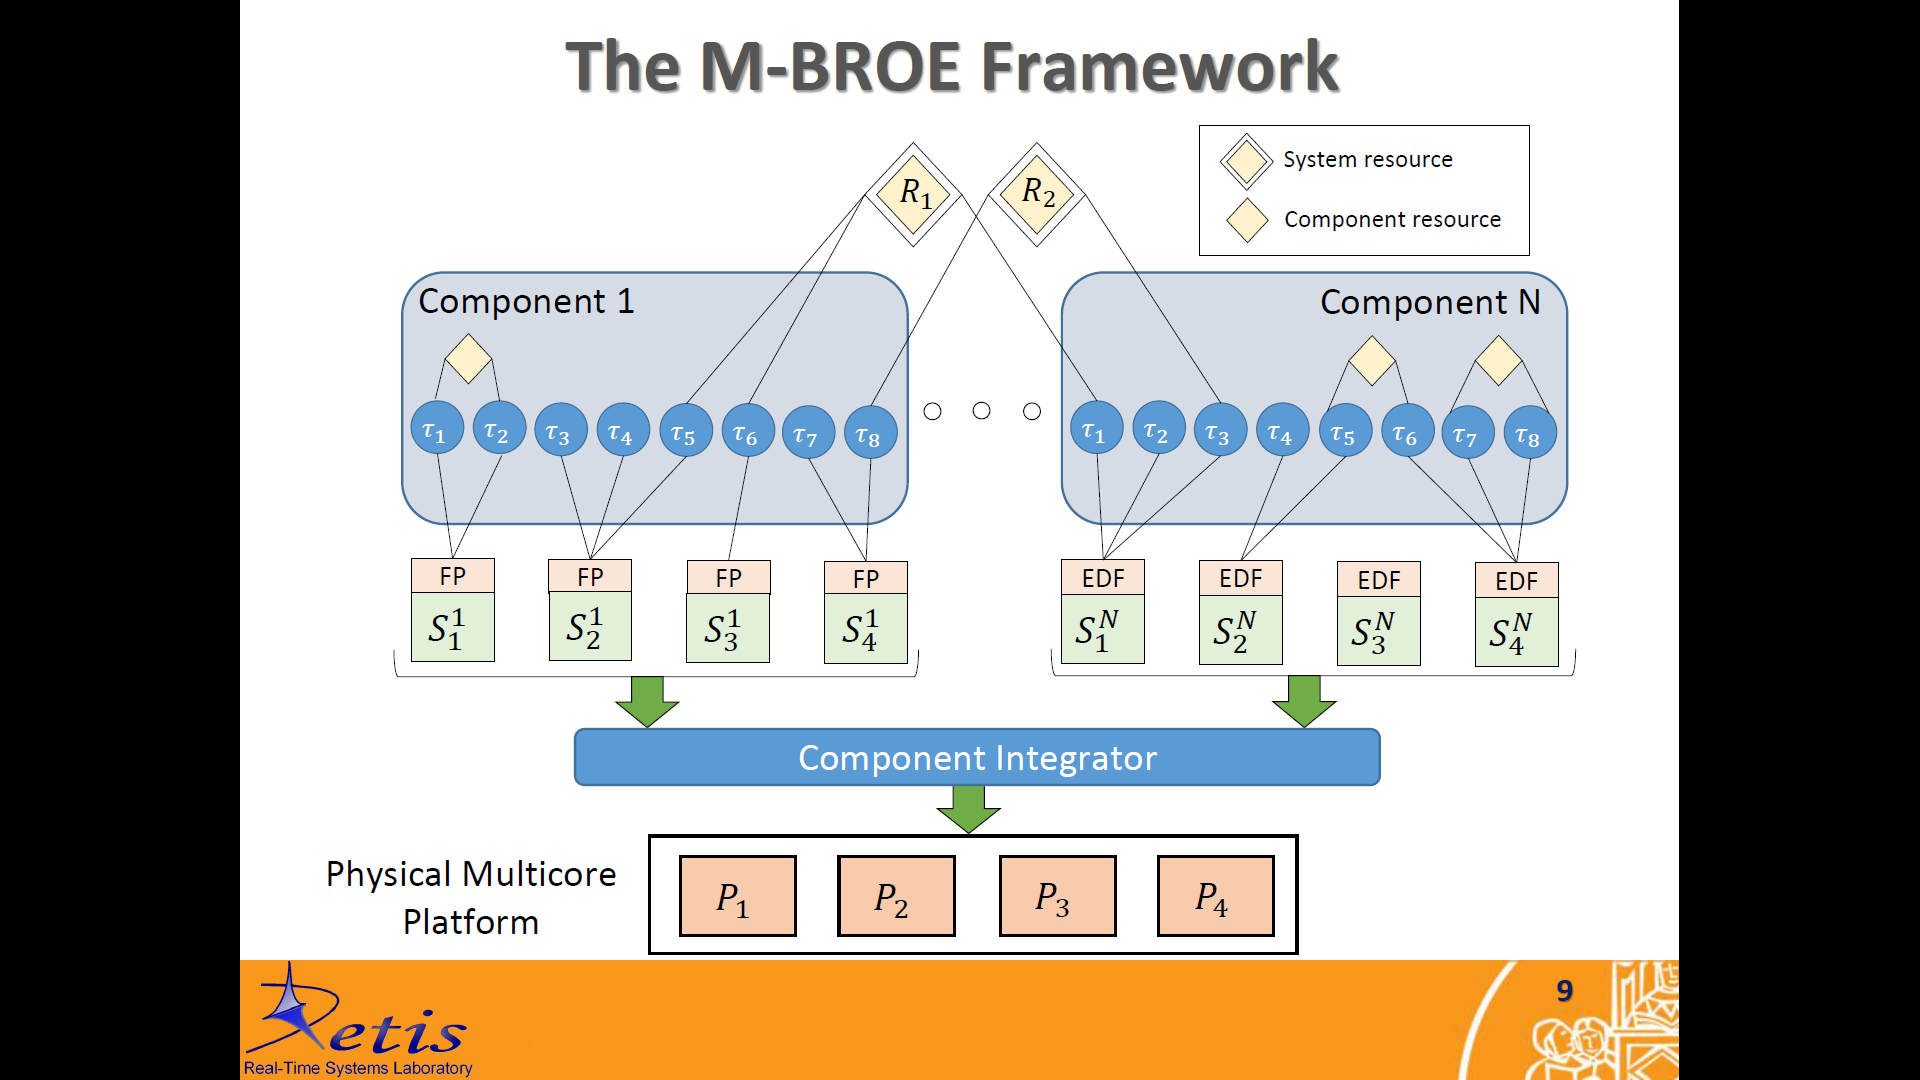 The M-BROE Framework
System resource
Component resource
R₁ R₂
Component 1
Component N
τ₁ τ₂ τ₃ τ₄ τ₅ τ₆ τ₇ τ₈
τ₁ τ₂ τ₃ τ₄ τ₅ τ₆ τ₇ τ₈
FP FP FP FP
EDF EDF EDF EDF
S₁¹ S₂¹ S₃¹ S₄¹
S₁ᴺ S₂ᴺ S₃ᴺ S₄ᴺ
Component Integrator
Physical Multicore
Platform
P₁ P₂ P₃ P₄
Retis
Real-Time Systems Laboratory
9